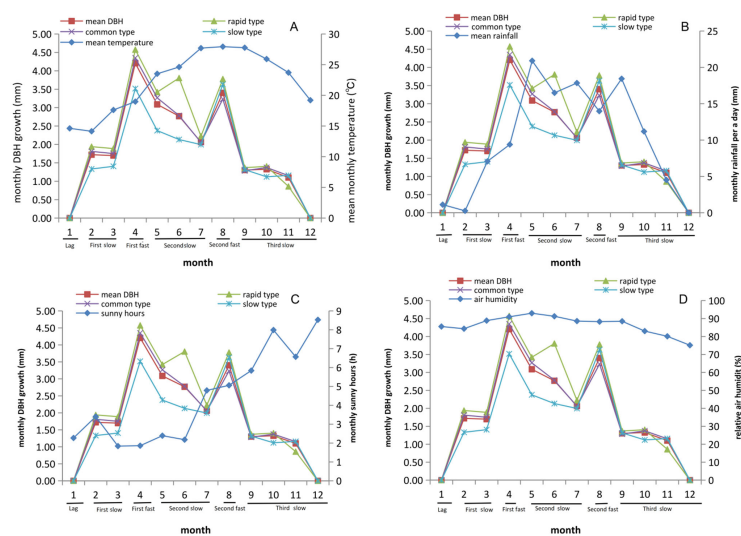 A
mean DBH
rapid type
common type
slow type
mean temperature
monthly DBH growth (mm)
5.00
4.50
4.00
3.50
3.00
2.50
2.00
1.50
1.00
0.50
0.00
30
25
20
15
10
5
0
mean monthly temperature (°C)
1 2 3 4 5 6 7 8 9 10 11 12
Lag First slow First fast Second slow Second fast Third slow
month
B
mean DBH
rapid type
common type
slow type
mean rainfall
monthly DBH growth (mm)
5.00
4.50
4.00
3.50
3.00
2.50
2.00
1.50
1.00
0.50
0.00
25
20
15
10
5
0
monthly rainfall per a day (mm)
1 2 3 4 5 6 7 8 9 10 11 12
Lag First slow First fast Second slow Second fast Third slow
month
C
mean DBH
rapid type
common type
slow type
sunny hours
monthly DBH growth (mm)
5.00
4.50
4.00
3.50
3.00
2.50
2.00
1.50
1.00
0.50
0.00
9
8
7
6
5
4
3
2
1
0
monthly sunny hours (h)
1 2 3 4 5 6 7 8 9 10 11 12
Lag First slow First fast Second slow Second fast Third slow
month
D
mean DBH
rapid type
common type
slow type
air humidity
monthly DBH growth (mm)
5.00
4.50
4.00
3.50
3.00
2.50
2.00
1.50
1.00
0.50
0.00
100
90
80
70
60
50
40
30
20
10
0
relative air humidit (%)
1 2 3 4 5 6 7 8 9 10 11 12
Lag First slow First fast Second slow Second fast Third slow
month